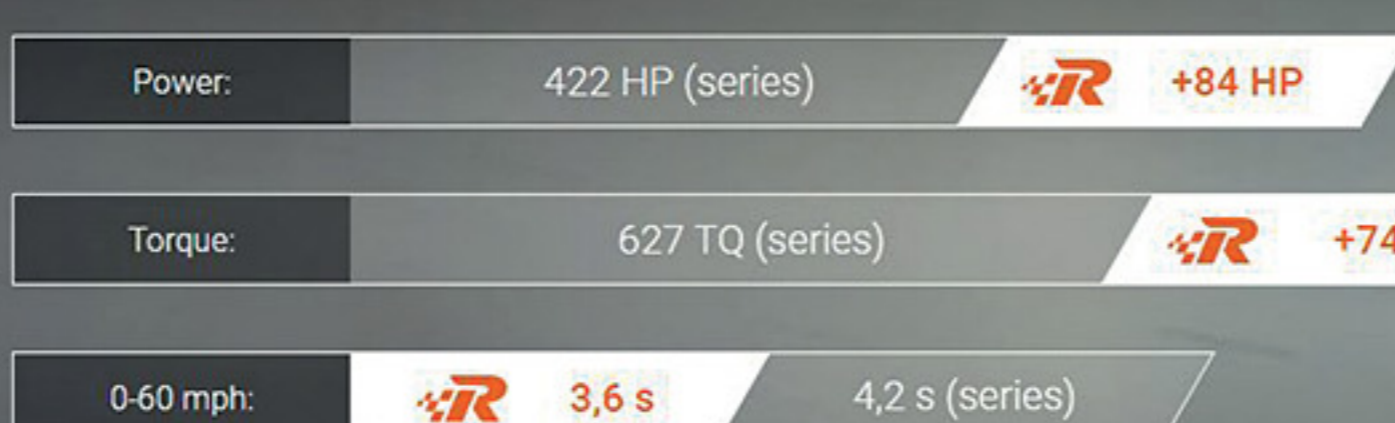 Power: 422 HP (series) R +84 HP
Torque: 627 TQ (series) R +74
0-60 mph: R 3,6 s 4,2 s (series)